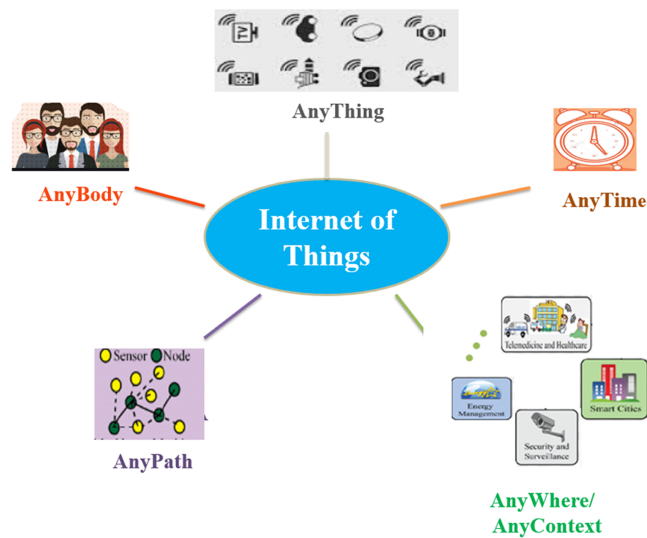 TV
AnyThing
AnyBody
AnyTime
Internet of
Things
Sensor Node
AnyPath
Telemedicine and Healthcare
Energy
Management
Smart Cities
Security and
Surveillance
AnyWhere/
AnyContext